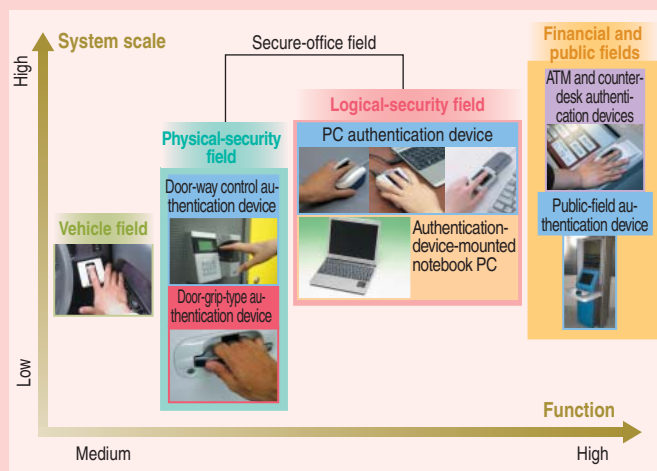 System scale
High
Low
Secure-office field
Financial and
public fields
ATM and counter-
desk authenti-
cation devices
Public-field au-
thentication device
Logical-security field
PC authentication device
Authentication-
device-mounted
notebook PC
Physical-security
field
Door-way control au-
thentication device
Door-grip-type au-
thentication device
Vehicle field
Function
Medium
High